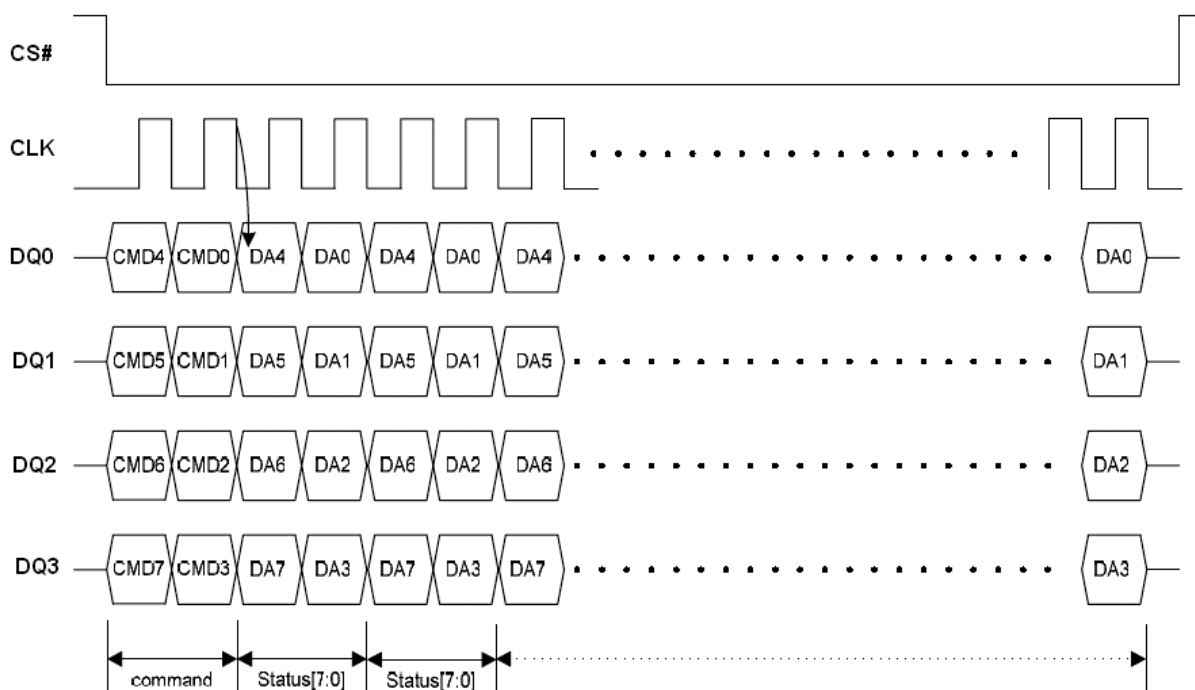 CS#
CLK
DQ0 CMD4 CMD0 DA4 DA0 DA4 DA0 DA4 DA0
DQ1 CMD5 CMD1 DA5 DA1 DA5 DA1 DA5 DA1
DQ2 CMD6 CMD2 DA6 DA2 DA6 DA2 DA6 DA2
DQ3 CMD7 CMD3 DA7 DA3 DA7 DA3 DA7 DA3
command Status[7:0] Status[7:0]